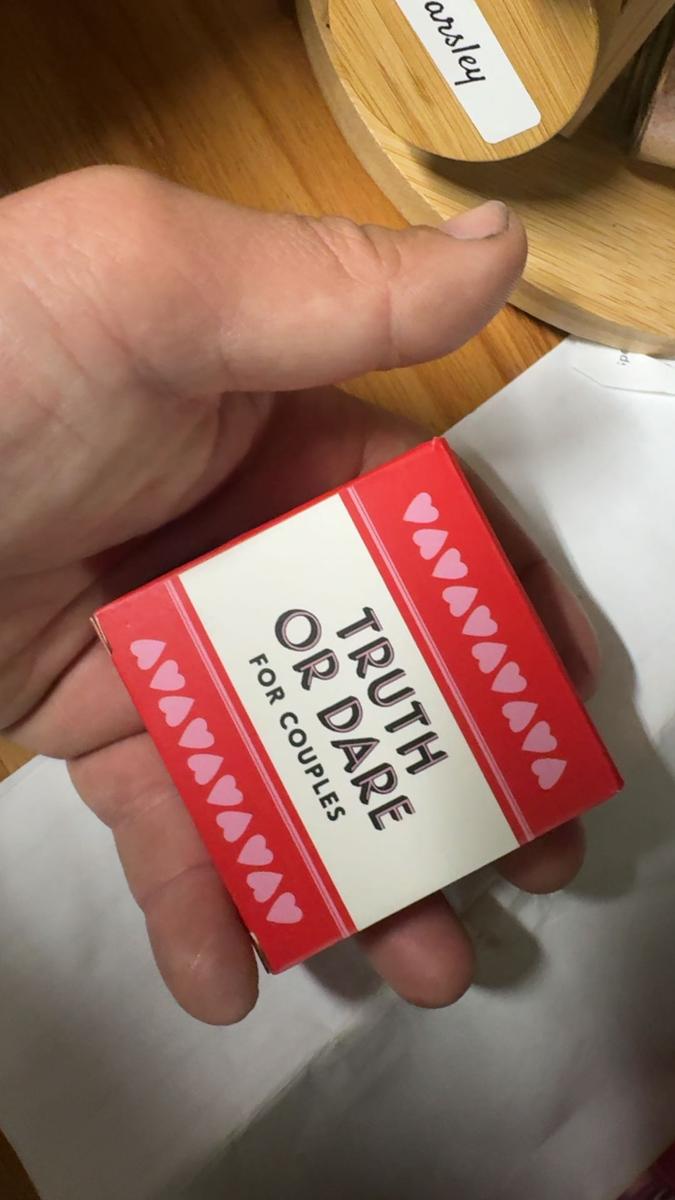 arsley
TRUTH
OR DARE
FOR COUPLES